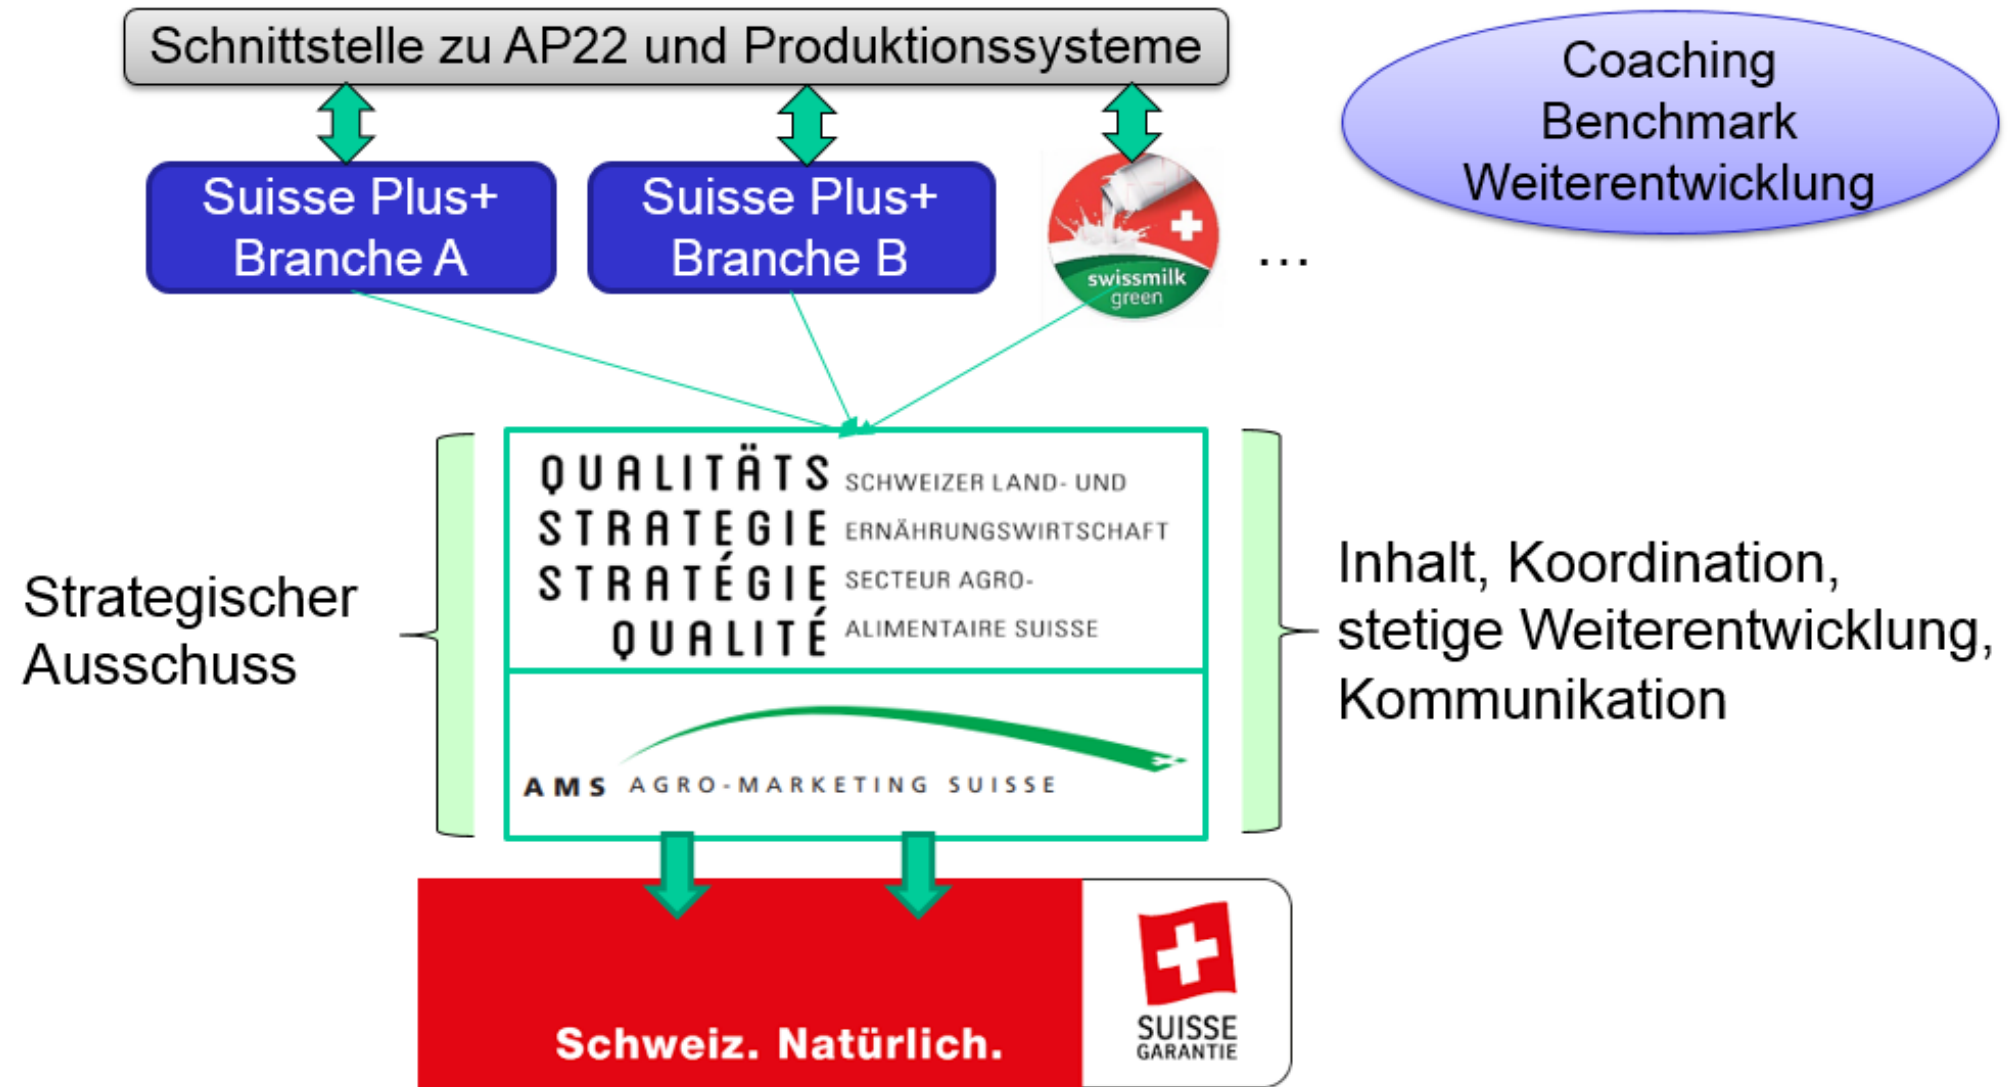 Schnittstelle zu AP22 und Produktionssysteme
Coaching
Benchmark
Weiterentwicklung
Suisse Plus+
Branche A
Suisse Plus+
Branche B
swissmilk
green
...
Strategischer
Ausschuss
QUALITÄTS SCHWEIZER LAND- UND
STRATEGIE ERNÄHRUNGSWIRTSCHAFT
STRATÉGIE SECTEUR AGRO-
QUALITÉ ALIMENTAIRE SUISSE
AMS AGRO-MARKETING SUISSE
Inhalt, Koordination,
stetige Weiterentwicklung,
Kommunikation
Schweiz. Natürlich.
SUISSE
GARANTIE